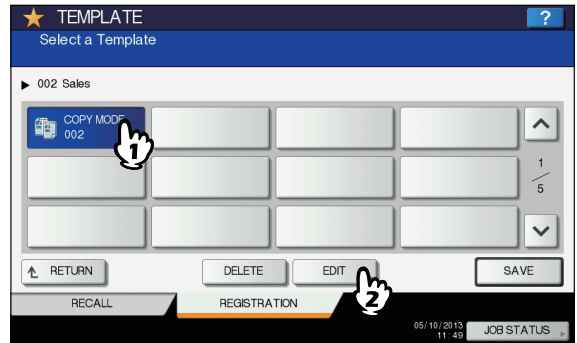 TEMPLATE
?
Select a Template
002 Sales
COPY MODE
002
1
1
5
RETURN
DELETE
EDIT
SAVE
2
RECALL
REGISTRATION
05/10/2013
11:49
JOB STATUS